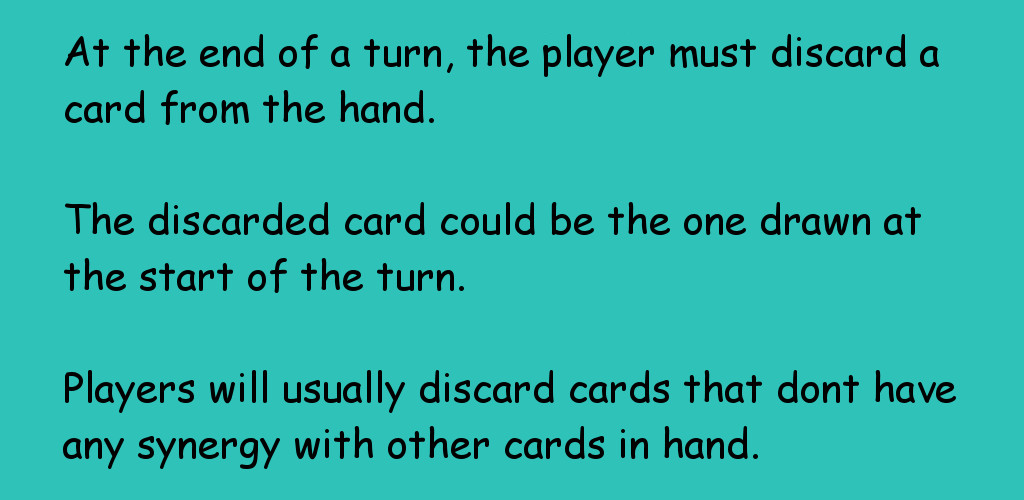 At the end of a turn, the player must discard a
card from the hand.
The discarded card could be the one drawn at
the start of the turn.
Players will usually discard cards that dont have
any synergy with other cards in hand.